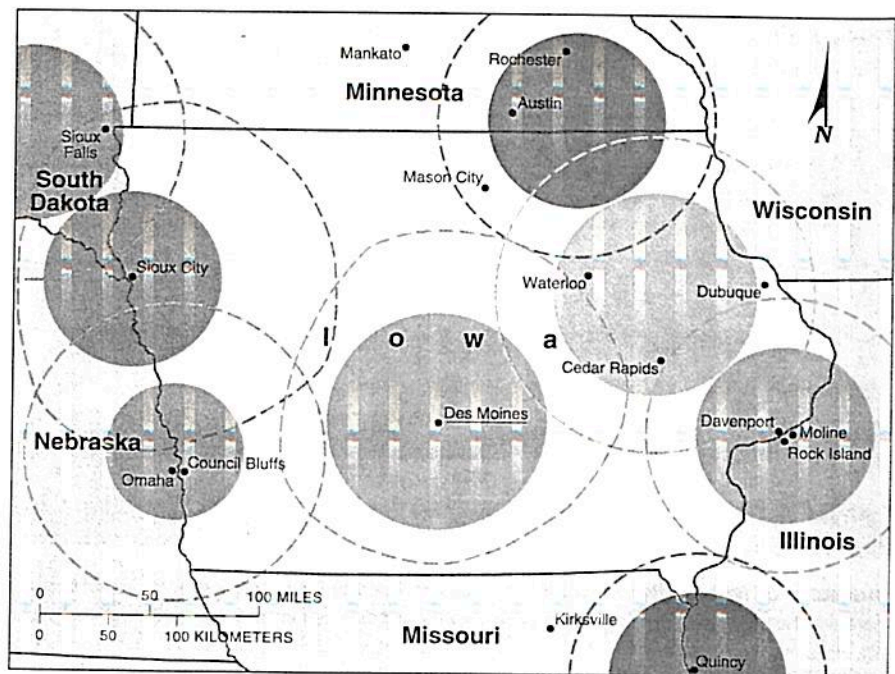 Mankato
Rochester
Minnesota
Austin
N
Sioux
Falls
South
Dakota
Mason City
Wisconsin
Sioux City
Waterloo
Dubuque
I o w a
Cedar Rapids
Des Moines
Davenport
Moline
Rock Island
Nebraska
Council Bluffs
Omaha
Illinois
0 50 100 MILES
0 50 100 KILOMETERS
Missouri
Kirksville
Quincy